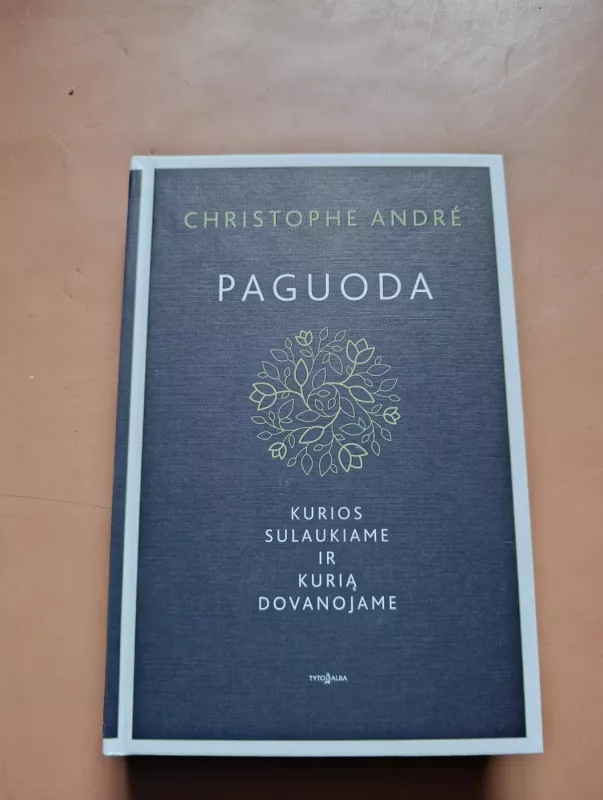 CHRISTOPHE ANDRÉ
PAGUODA
KURIOS
SULAUKIAME
IR
KURIĄ
DOVANOJAME
TYTO ALBA